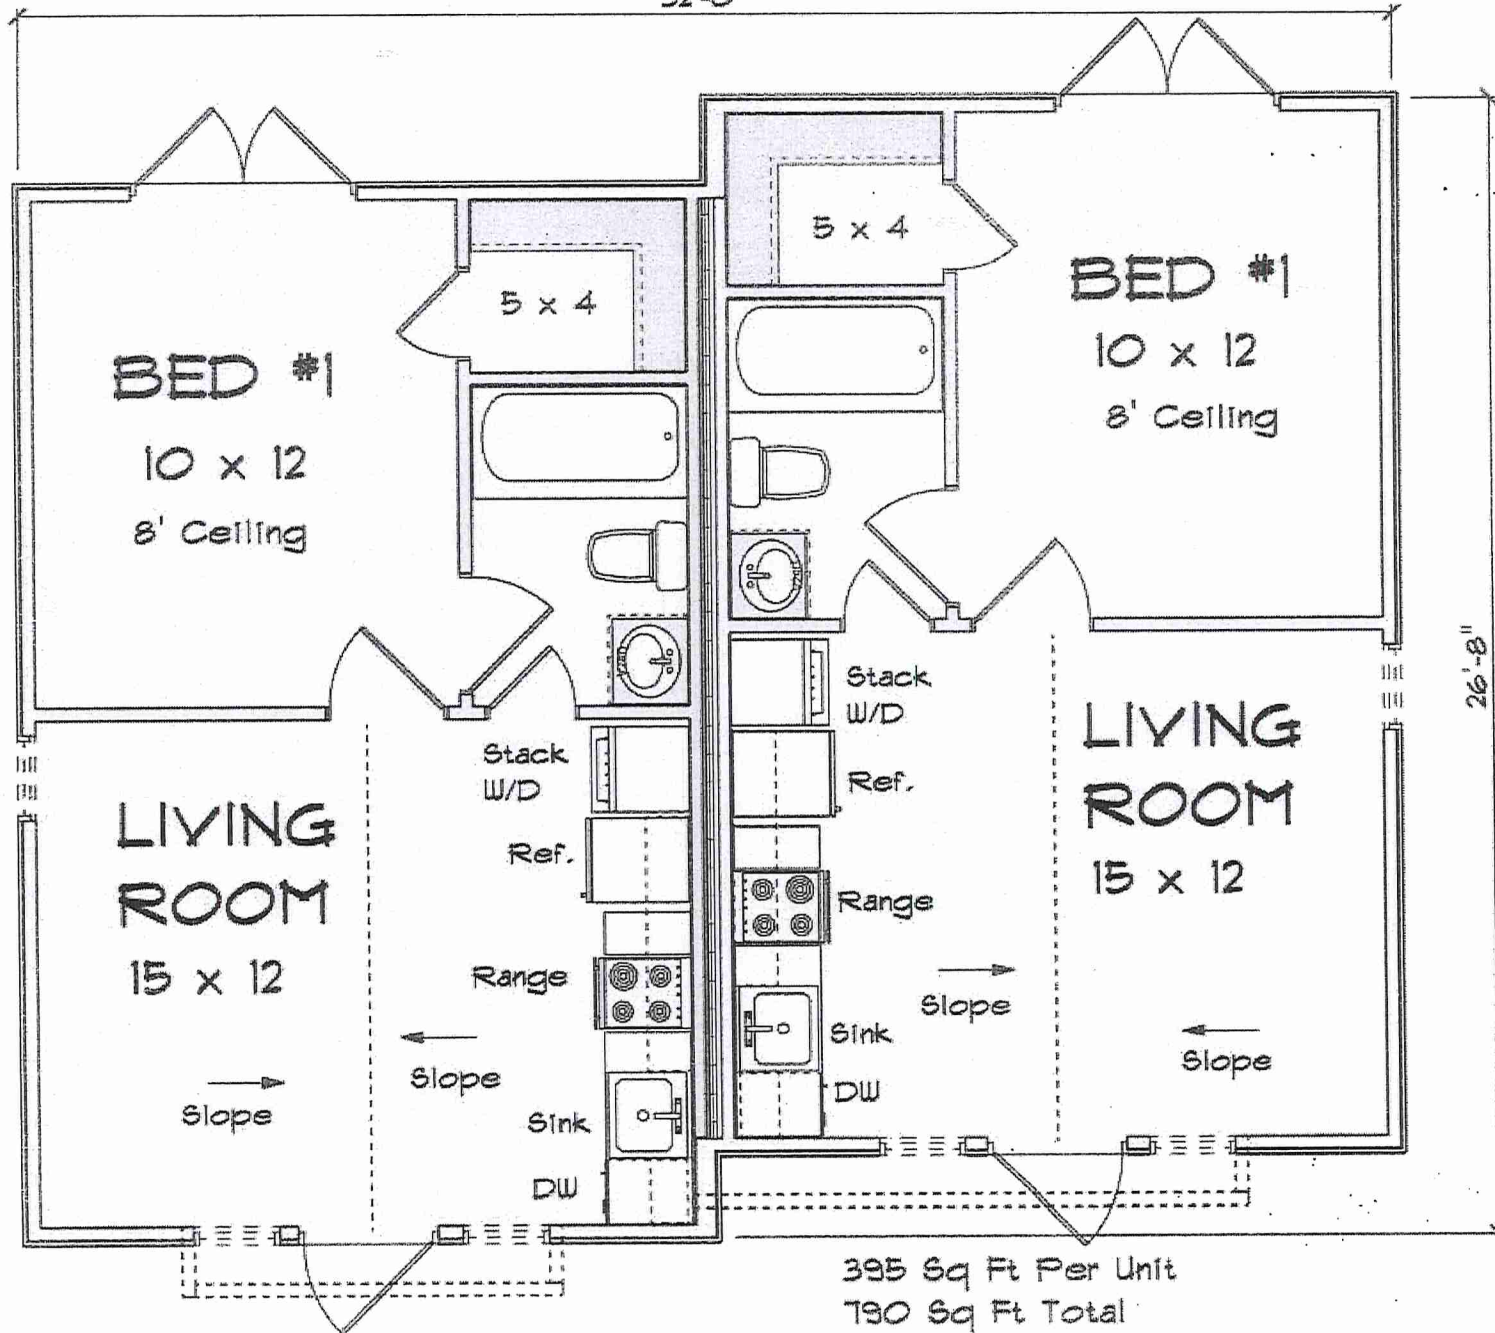 5 x 4
BED #1
10 x 12
8' Ceiling
5 x 4
BED #1
10 x 12
8' Ceiling
26'-8"
Stack
W/D
Ref.
LIVING
ROOM
15 x 12
Range
Slope
Slope
Sink
DW
Stack
W/D
Ref.
LIVING
ROOM
15 x 12
Range
Slope
Slope
Sink
DW
395 Sq Ft Per Unit
790 Sq Ft Total